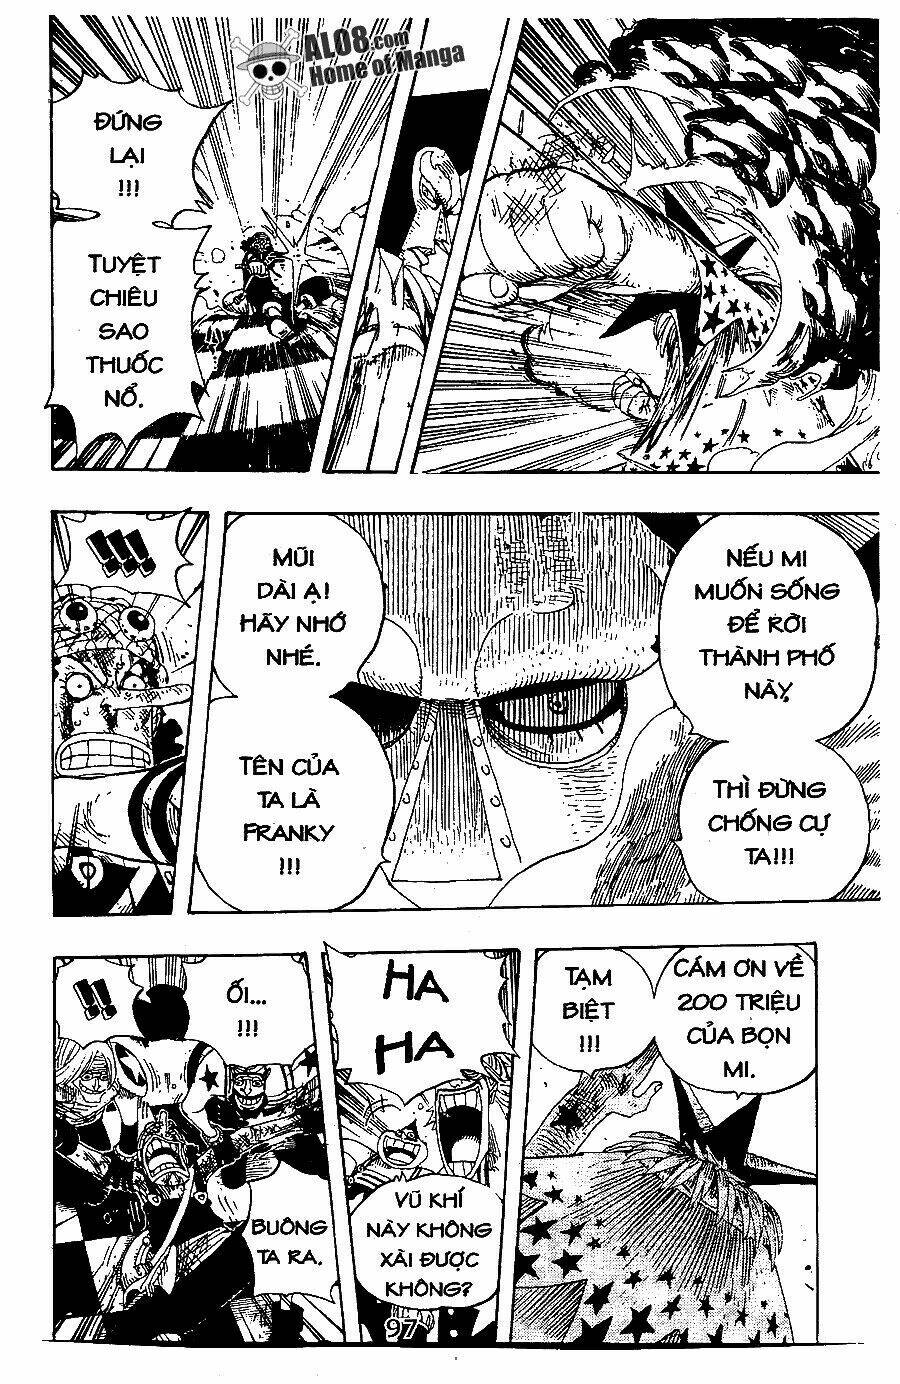 AL08.com
Home of Manga
ĐỨNG
LẠI
!!!
TUYỆT
CHIÊU
SAO
THUỐC
NỔ.
NẾU MI
MUỐN SỐNG
ĐỂ RỜI
THÀNH PHỐ
NÀY,
THÌ ĐỪNG
CHỐNG CỰ
TA!!!
MŨI
DÀI Ạ!
HÃY NHỚ
NHÉ.
TÊN CỦA
TA LÀ
FRANKY
!!!
!!!
CÁM ƠN VỀ
200 TRIỆU
CỦA BỌN
MI.
TẠM
BIỆT
!!!
HA
HA
VŨ KHÍ
NÀY KHÔNG
XÀI ĐƯỢC
KHÔNG?
ỐI...
!!!
!!
BUÔNG
TA RA.
97